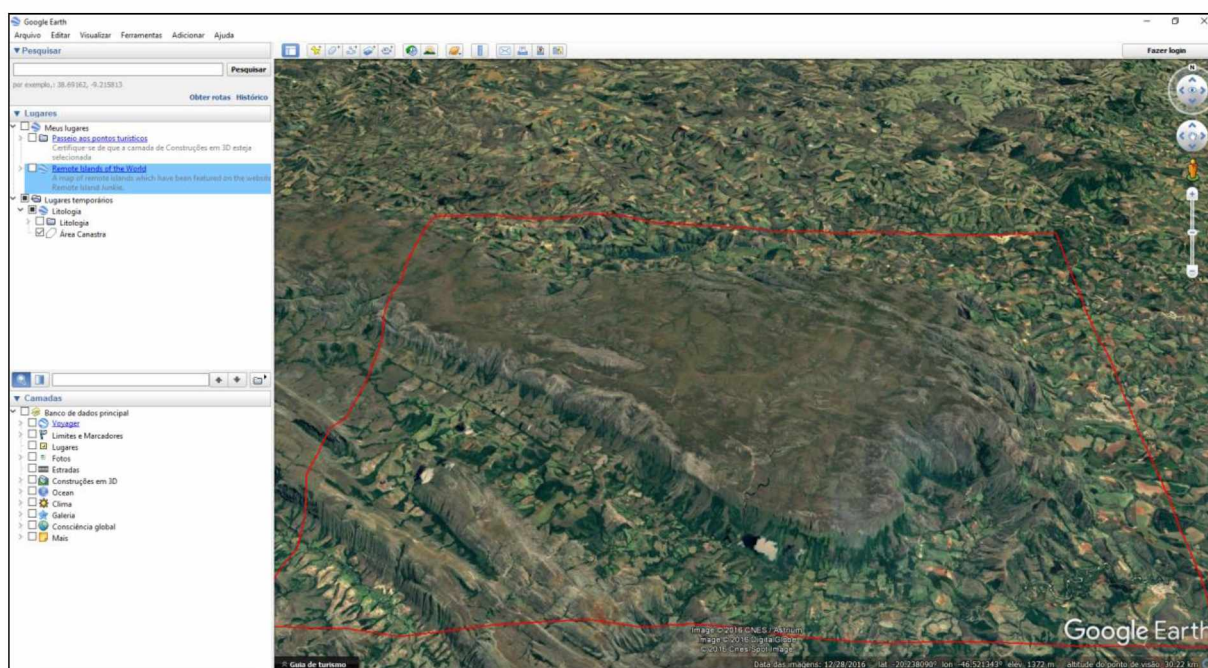 Google Earth
Arquivo Editar Visualizar Ferramentas Adicionar Ajuda
▼ Pesquisar
Pesquisar
por exemplo,: 38.69162, -9.215813
Obter rotas Histórico
▼ Lugares
Meus lugares
Passeio aos pontos turísticos
Certifique-se de que a camada de Construções em 3D esteja
selecionada
Remote Islands of the World
A map of remote islands which have been featured on the website
Remote Island Junkie.
Lugares temporários
Litologia
Litologia
Área Canastra
▼ Camadas
Banco de dados principal
Voyager
Limites e Marcadores
Lugares
Fotos
Estradas
Construções em 3D
Ocean
Clima
Galeria
Consciência global
Mais
Fazer login
N
Image © 2016 CNES / Astrium
Image © 2016 DigitalGlobe
© 2016 Cnes/Spot Image
Google Earth
Guia de turismo
Data das imagens: 12/28/2016 lat -20.238090° lon -46.521343° elev. 1372 m altitude do ponto de visão: 30.22 km